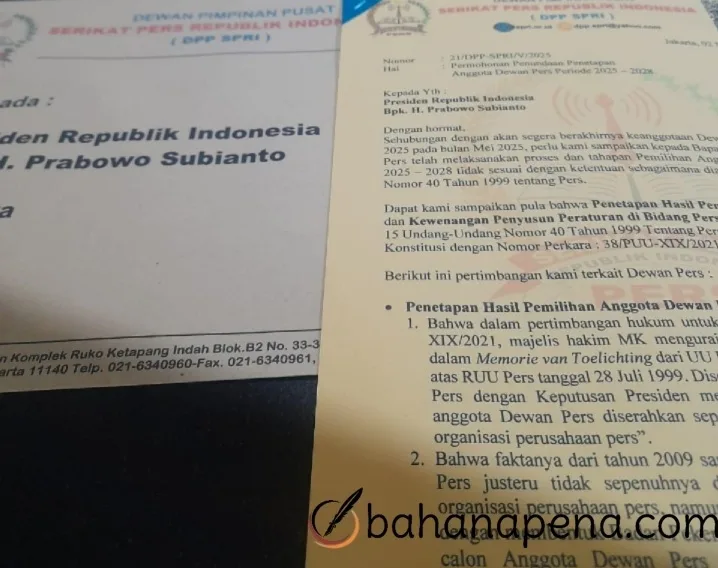 DEWAN PIMPINAN PUSAT
SERIKAT PERS REPUBLIK INDON
( DPP SPRI )
ada :
den Republik Indonesia
H. Prabowo Subianto
a
n Komplek Ruko Ketapang Indah Blok.B2 No. 33-3
arta 11140 Telp. 021-6340960-Fax. 021-6340961,
SERIKAT PERS REPUBLIK INDONESIA
( DPP SPRI )
Jakarta, 02
Nomor : 21/DPP-SPRI/V/2025
Hal : Permohonan Penundaan Penetapan
Anggota Dewan Pers Periode 2025 – 2028
Kepada Yth :
Presiden Republik Indonesia
Bpk. H. Prabowo Subianto
Dengan hormat,
Sehubungan dengan akan segera berakhirnya keanggotaan Dew
2025 pada bulan Mei 2025, perlu kami sampaikan kepada Bapa
Pers telah melaksanakan proses dan tahapan Pemilihan Ang
2025 – 2028 tidak sesuai dengan ketentuan sebagaimana dia
Nomor 40 Tahun 1999 tentang Pers.
Dapat kami sampaikan pula bahwa Penetapan Hasil Per
dan Kewenangan Penyusun Peraturan di Bidang Pers
15 Undang-Undang Nomor 40 Tahun 1999 Tentang Per
Konstitusi dengan Nomor Perkara : 38/PUU-XIX/2021
Berikut ini pertimbangan kami terkait Dewan Pers :
• Penetapan Hasil Pemilihan Anggota Dewan
1. Bahwa dalam pertimbangan hukum untuk
XIX/2021, majelis hakim MK mengurai
dalam Memorie van Toelichting dari UU
atas RUU Pers tanggal 28 Juli 1999. Dise
Pers dengan Keputusan Presiden me
anggota Dewan Pers diserahkan sep
organisasi perusahaan pers”.
2. Bahwa faktanya dari tahun 2009 sa
Pers justeru tidak sepenuhnya d
organisasi perusahaan pers, namu
dengan membentuk Badan Peker
calon Anggota Dewan Pers
bahanapena.com